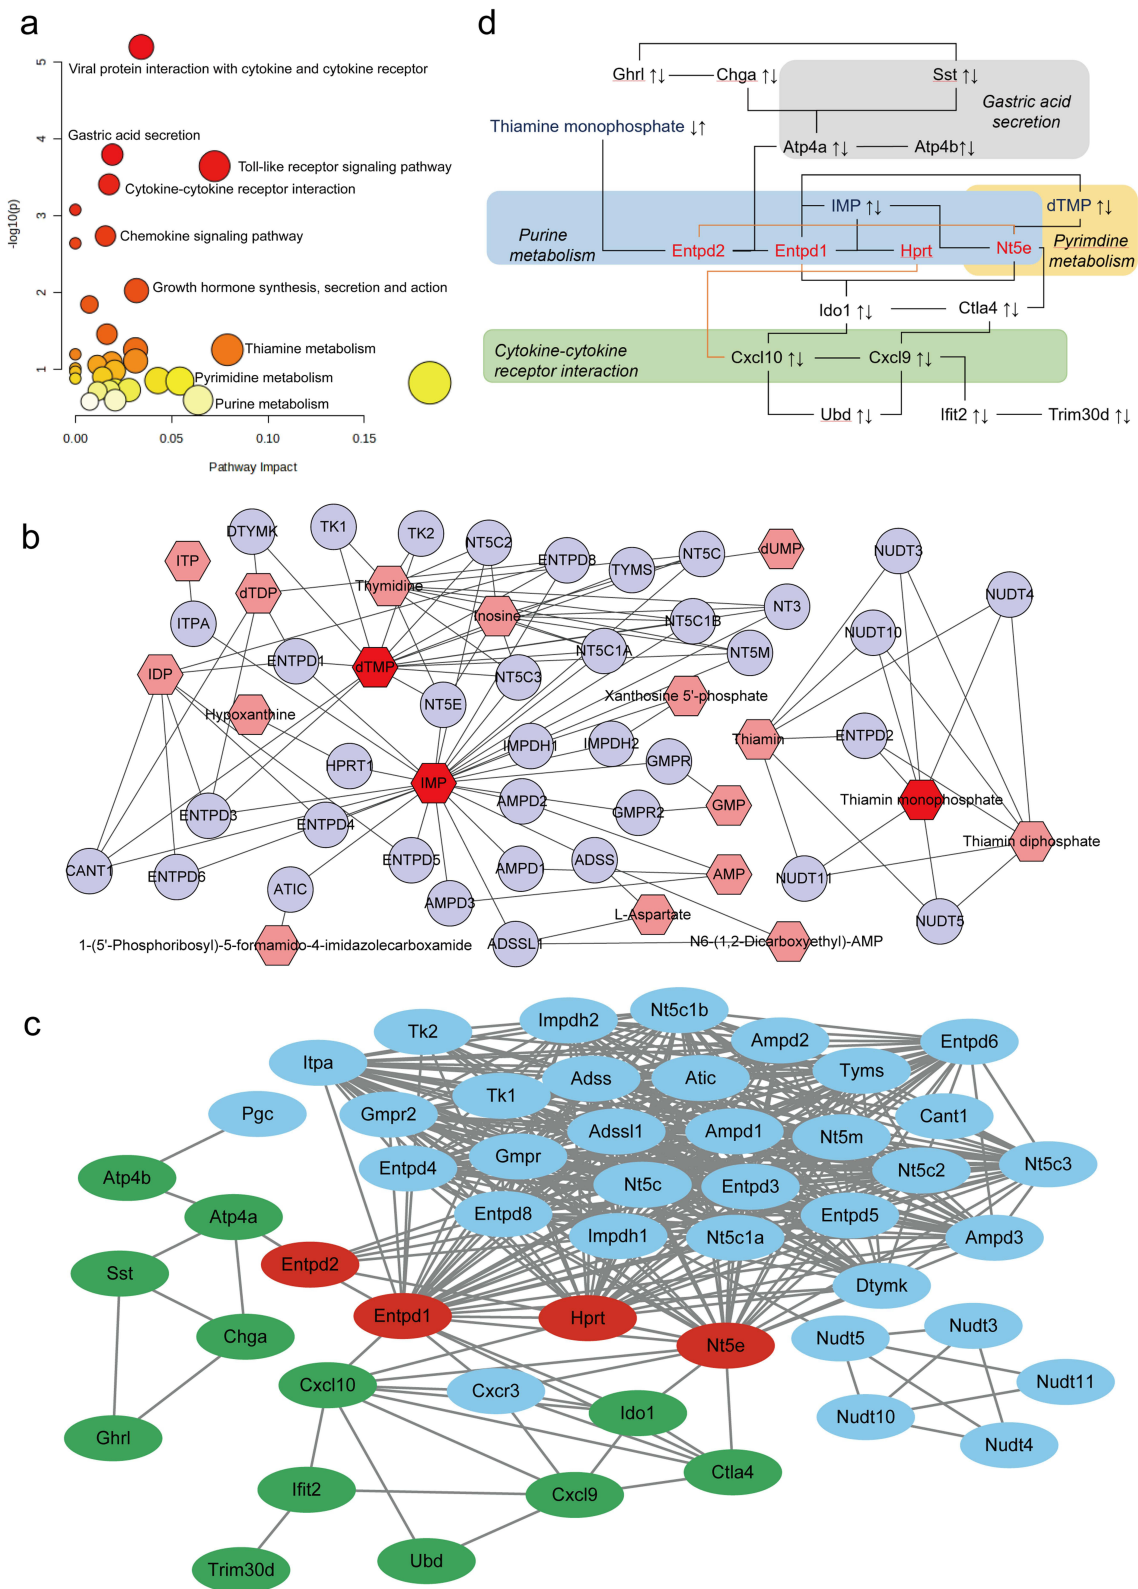 a
5
4
3
2
1
-log10(p)
Viral protein interaction with cytokine and cytokine receptor
Gastric acid secretion
Toll-like receptor signaling pathway
Cytokine-cytokine receptor interaction
Chemokine signaling pathway
Growth hormone synthesis, secretion and action
Thiamine metabolism
Pyrimidine metabolism
Purine metabolism
0.00 0.05 0.10 0.15
Pathway Impact
d
Ghrl ↑↓ Chga ↑↓ Sst ↑↓
Gastric acid
secretion
Thiamine monophosphate ↓↑
Atp4a ↑↓ Atp4b↑↓
IMP ↑↓ dTMP ↑↓
Purine
metabolism
Entpd2 Entpd1 Hprt Nt5e
Pyrimdine
metabolism
Ido1 ↑↓ Ctla4 ↑↓
Cytokine-cytokine
receptor interaction
Cxcl10 ↑↓ Cxcl9 ↑↓
Ubd ↑↓ Ifit2 ↑↓ Trim30d ↑↓
b
DTYMK TK1 TK2 NT5C2 ENTPD8 TYMS NT5C dUMP NUDT3
ITP dTDP Thymidine Inosine NT5C1B NT3 NUDT4
ITPA ENTPD1 dTMP NT5C3 NT5C1A NT5M NUDT10
IDP Hypoxanthine NT5E Xanthosine 5'-phosphate
IMPDH1 IMPDH2 Thiamin ENTPD2
HPRT1 IMP GMPR
AMPD2 GMPR2 GMP Thiamin monophosphate
ENTPD3 ENTPD4 Thiamin diphosphate
CANT1 ENTPD6 ATIC ENTPD5 AMPD1 ADSS AMP NUDT11
AMPD3 L-Aspartate NUDT5
1-(5'-Phosphoribosyl)-5-formamido-4-imidazolecarboxamide ADSSL1 N6-(1,2-Dicarboxyethyl)-AMP
c
Itpa Tk2 Impdh2 Nt5c1b Ampd2 Entpd6
Adss Atic Tyms
Pgc Gmpr2 Tk1 Cant1
Adssl1 Ampd1 Nt5m
Atp4b Entpd4 Gmpr Nt5c2 Nt5c3
Nt5c Entpd3
Atp4a Entpd8 Entpd5
Impdh1 Nt5c1a Ampd3
Sst Entpd2 Dtymk
Entpd1 Hprt
Chga Nt5e Nudt5 Nudt3
Cxcl10 Cxcr3 Nudt11
Ido1 Nudt10
Ghrl Nudt4
Ctla4
Ifit2 Cxcl9
Trim30d Ubd